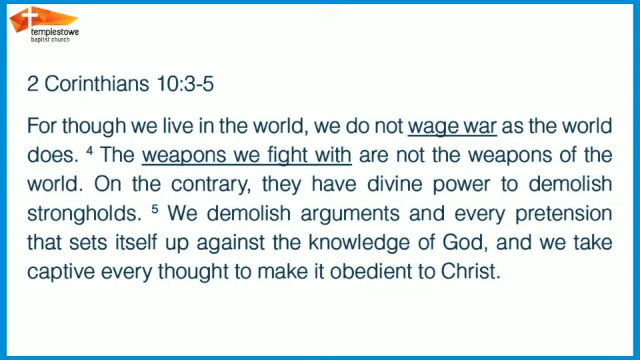 templestowe
baptist church
2 Corinthians 10:3-5
For though we live in the world, we do not wage war as the world
does. ⁴ The weapons we fight with are not the weapons of the
world. On the contrary, they have divine power to demolish
strongholds. ⁵ We demolish arguments and every pretension
that sets itself up against the knowledge of God, and we take
captive every thought to make it obedient to Christ.